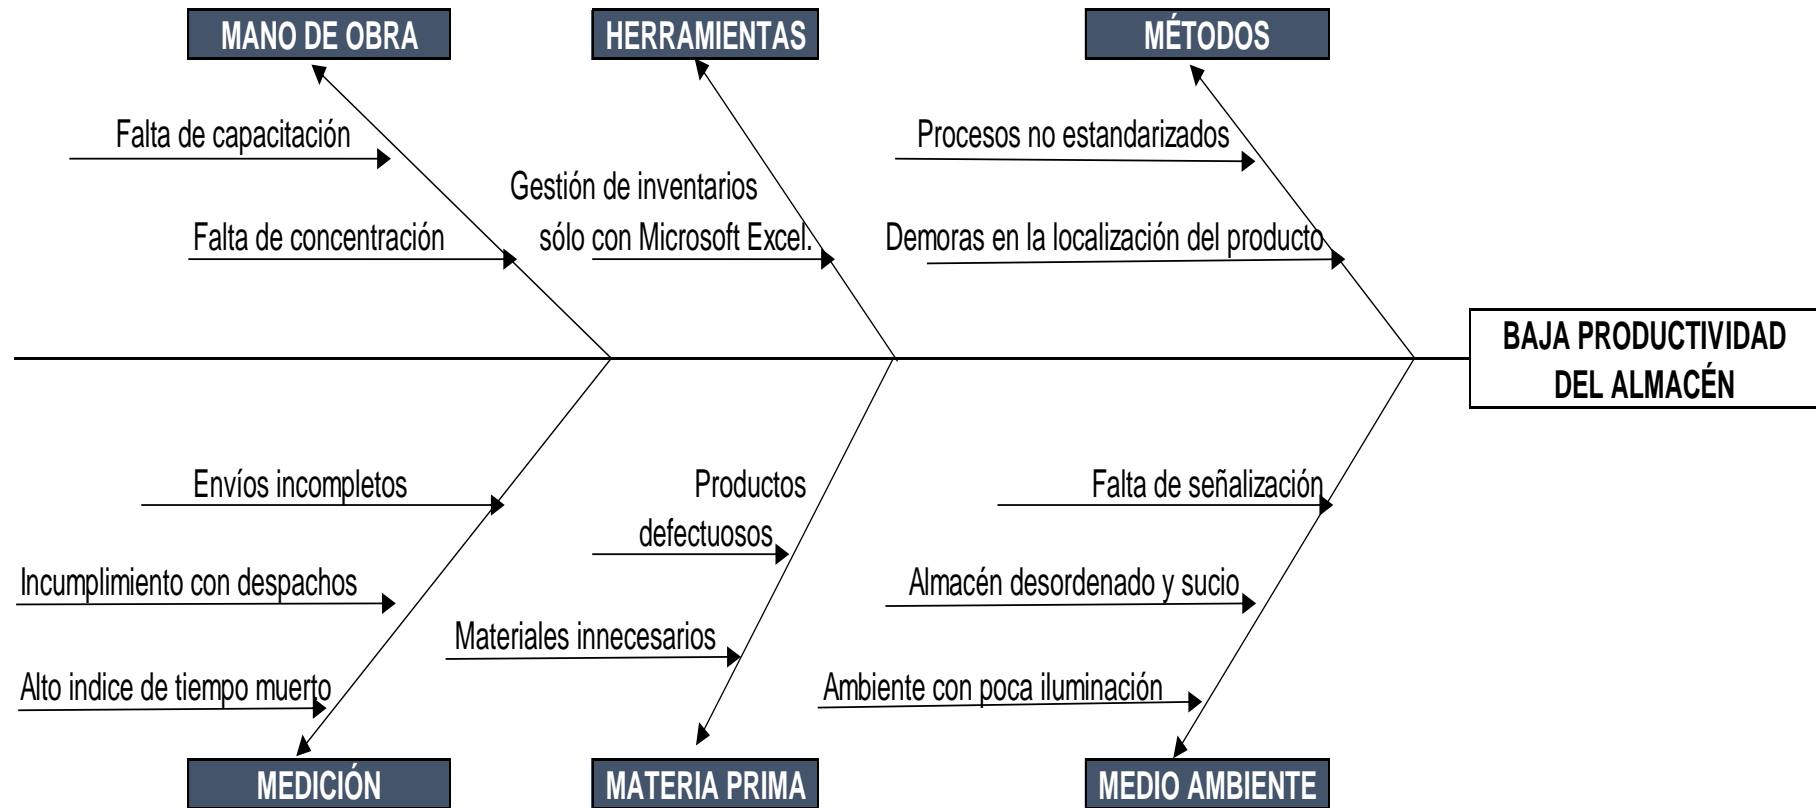 MANO DE OBRA
HERRAMIENTAS
MÉTODOS
Falta de capacitación
Procesos no estandarizados
Gestión de inventarios
sólo con Microsoft Excel.
Falta de concentración
Demoras en la localización del producto
BAJA PRODUCTIVIDAD
DEL ALMACÉN
Envíos incompletos
Productos
defectuosos
Falta de señalización
Incumplimiento con despachos
Almacén desordenado y sucio
Materiales innecesarios
Alto indice de tiempo muerto
Ambiente con poca iluminación
MEDICIÓN
MATERIA PRIMA
MEDIO AMBIENTE